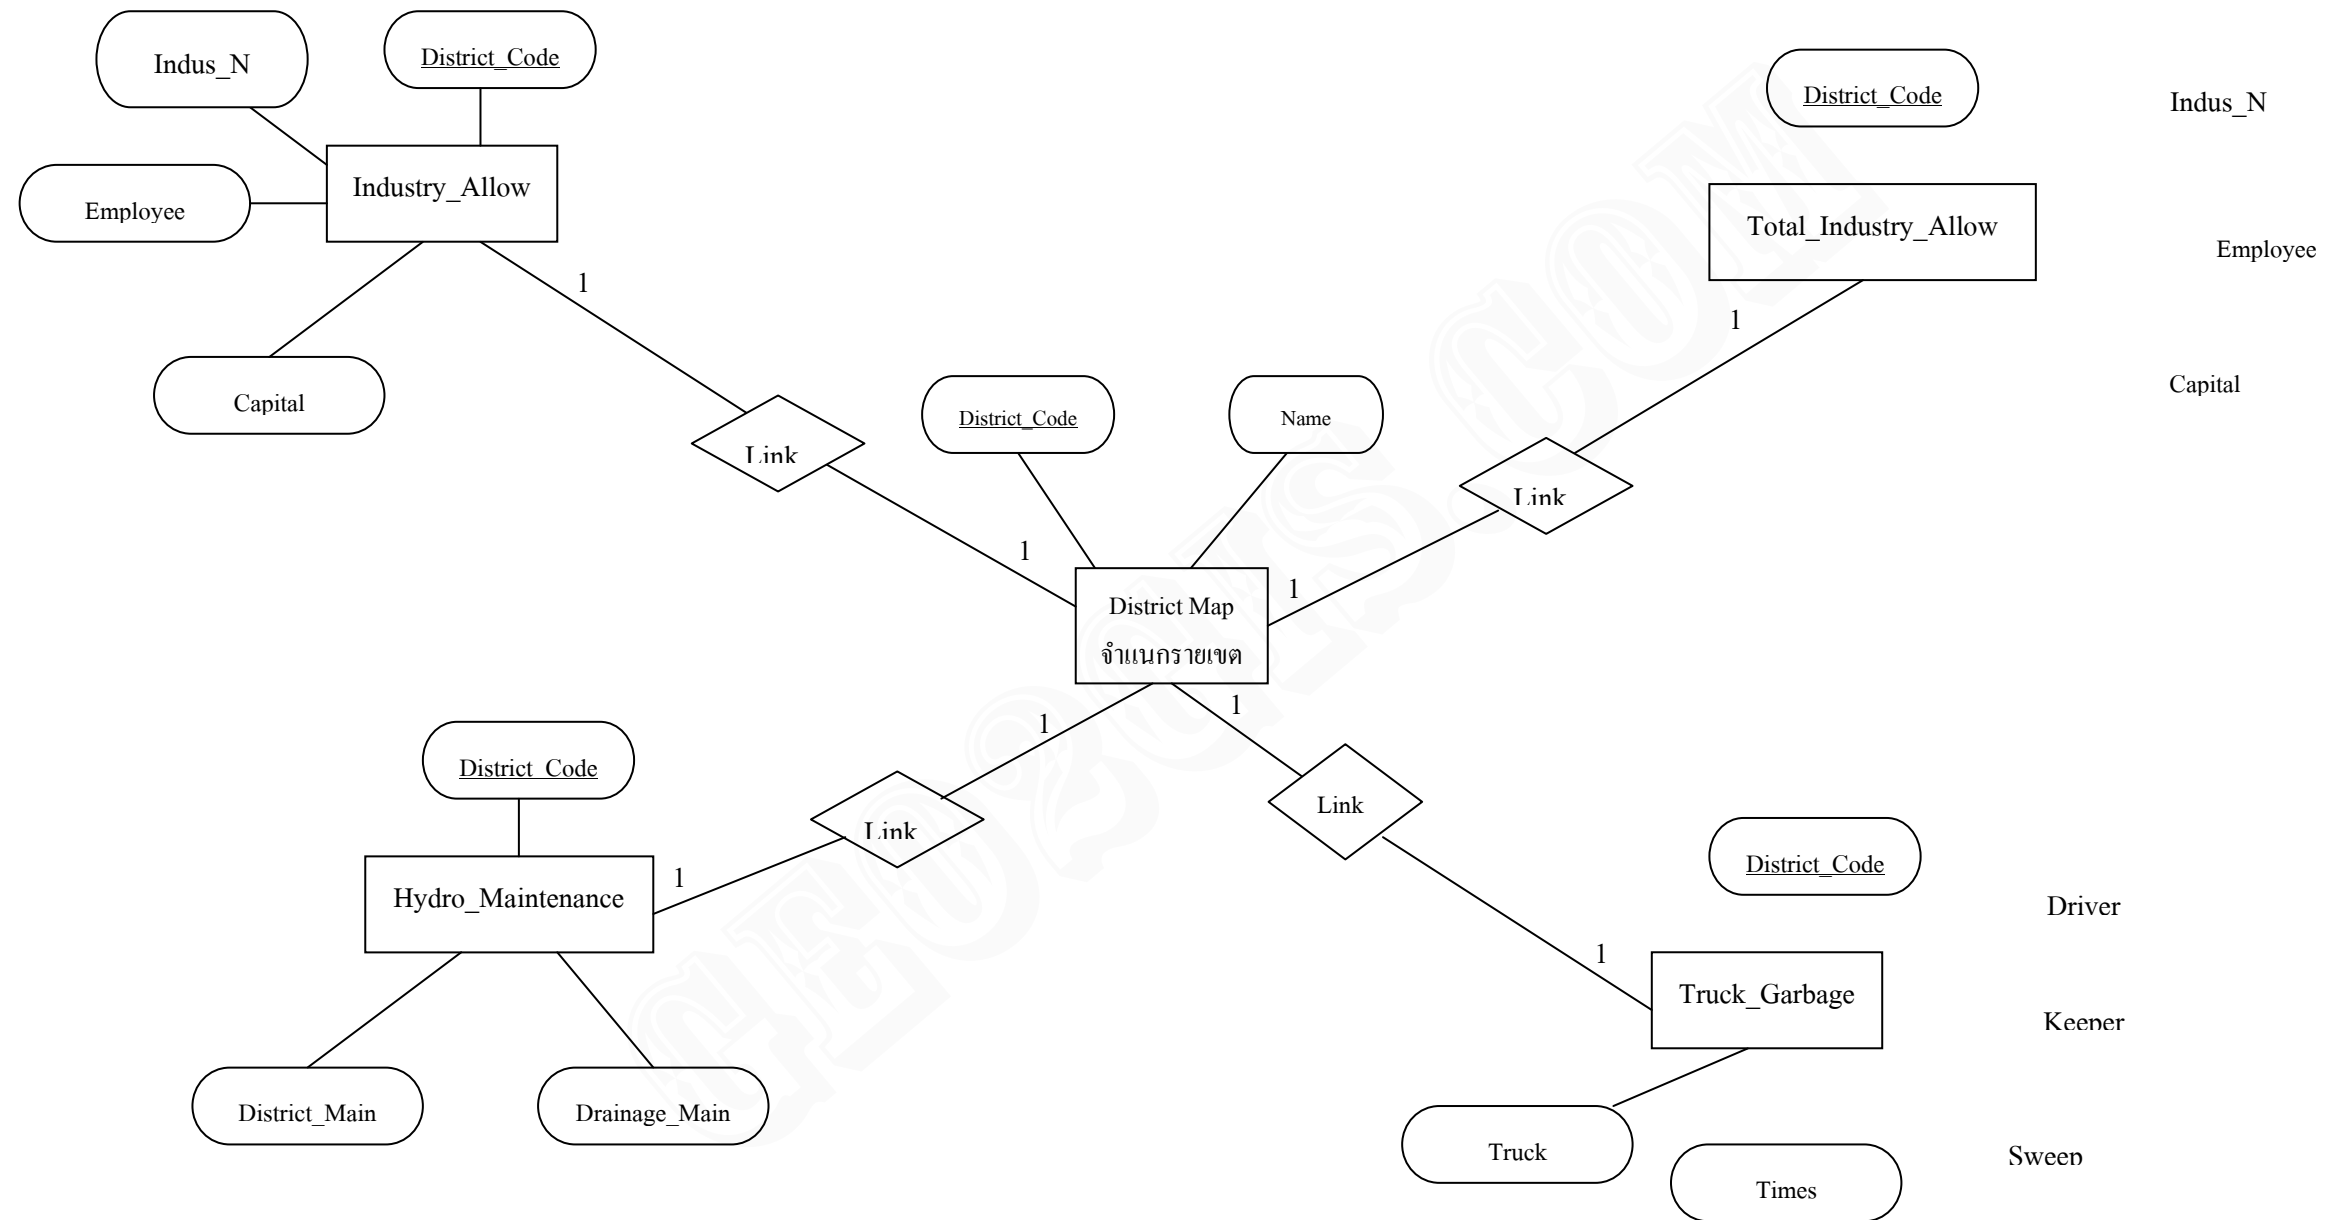 Indus_N
District_Code
Industry_Allow
Employee
Capital
1
Link
1
District_Code
Name
District_Code
Indus_N
Total_Industry_Allow
Employee
Capital
1
Link
1
District Map
จำแนกรายเขต
1
1
Link
Link
District_Code
Hydro_Maintenance
1
District_Main
Drainage_Main
District_Code
Driver
1
Truck_Garbage
Keeper
Truck
Times
Sweep
GEO2GIS.COM